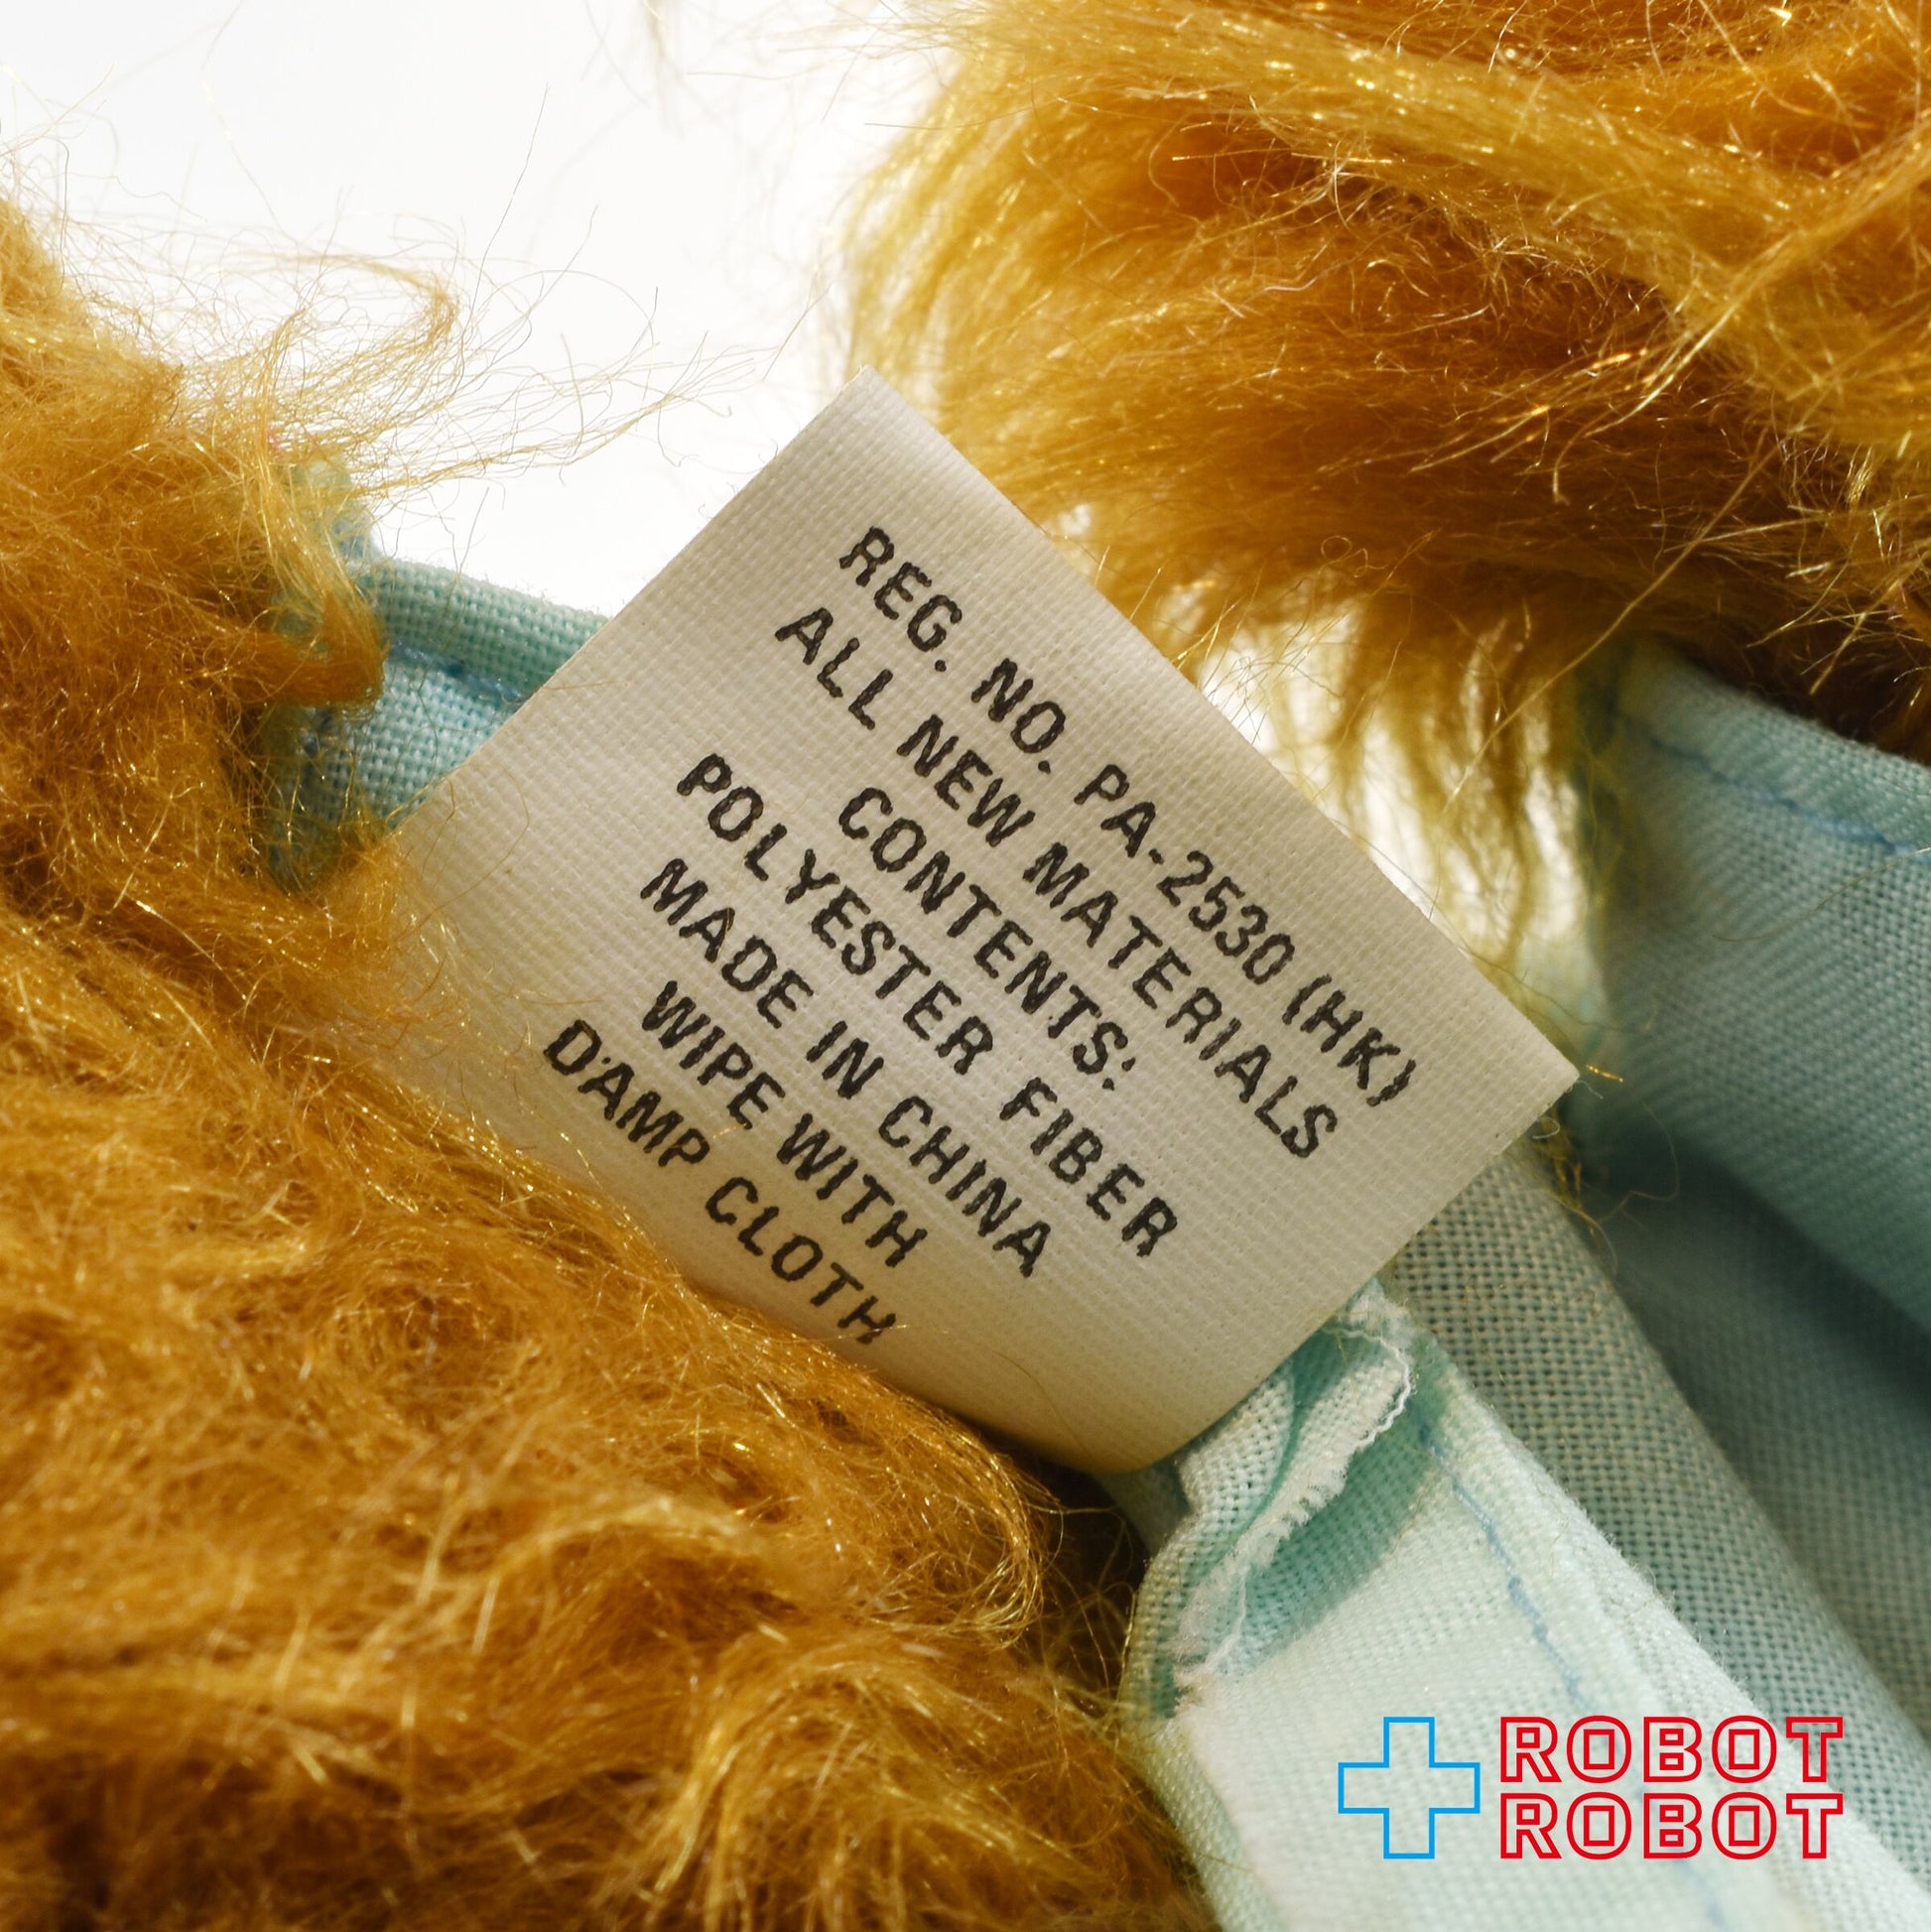 REG. NO. PA-2530 (HK)
ALL NEW MATERIALS
CONTENTS:
POLYESTER FIBER
MADE IN CHINA
WIPE WITH
DAMP CLOTH
ROBOT
ROBOT